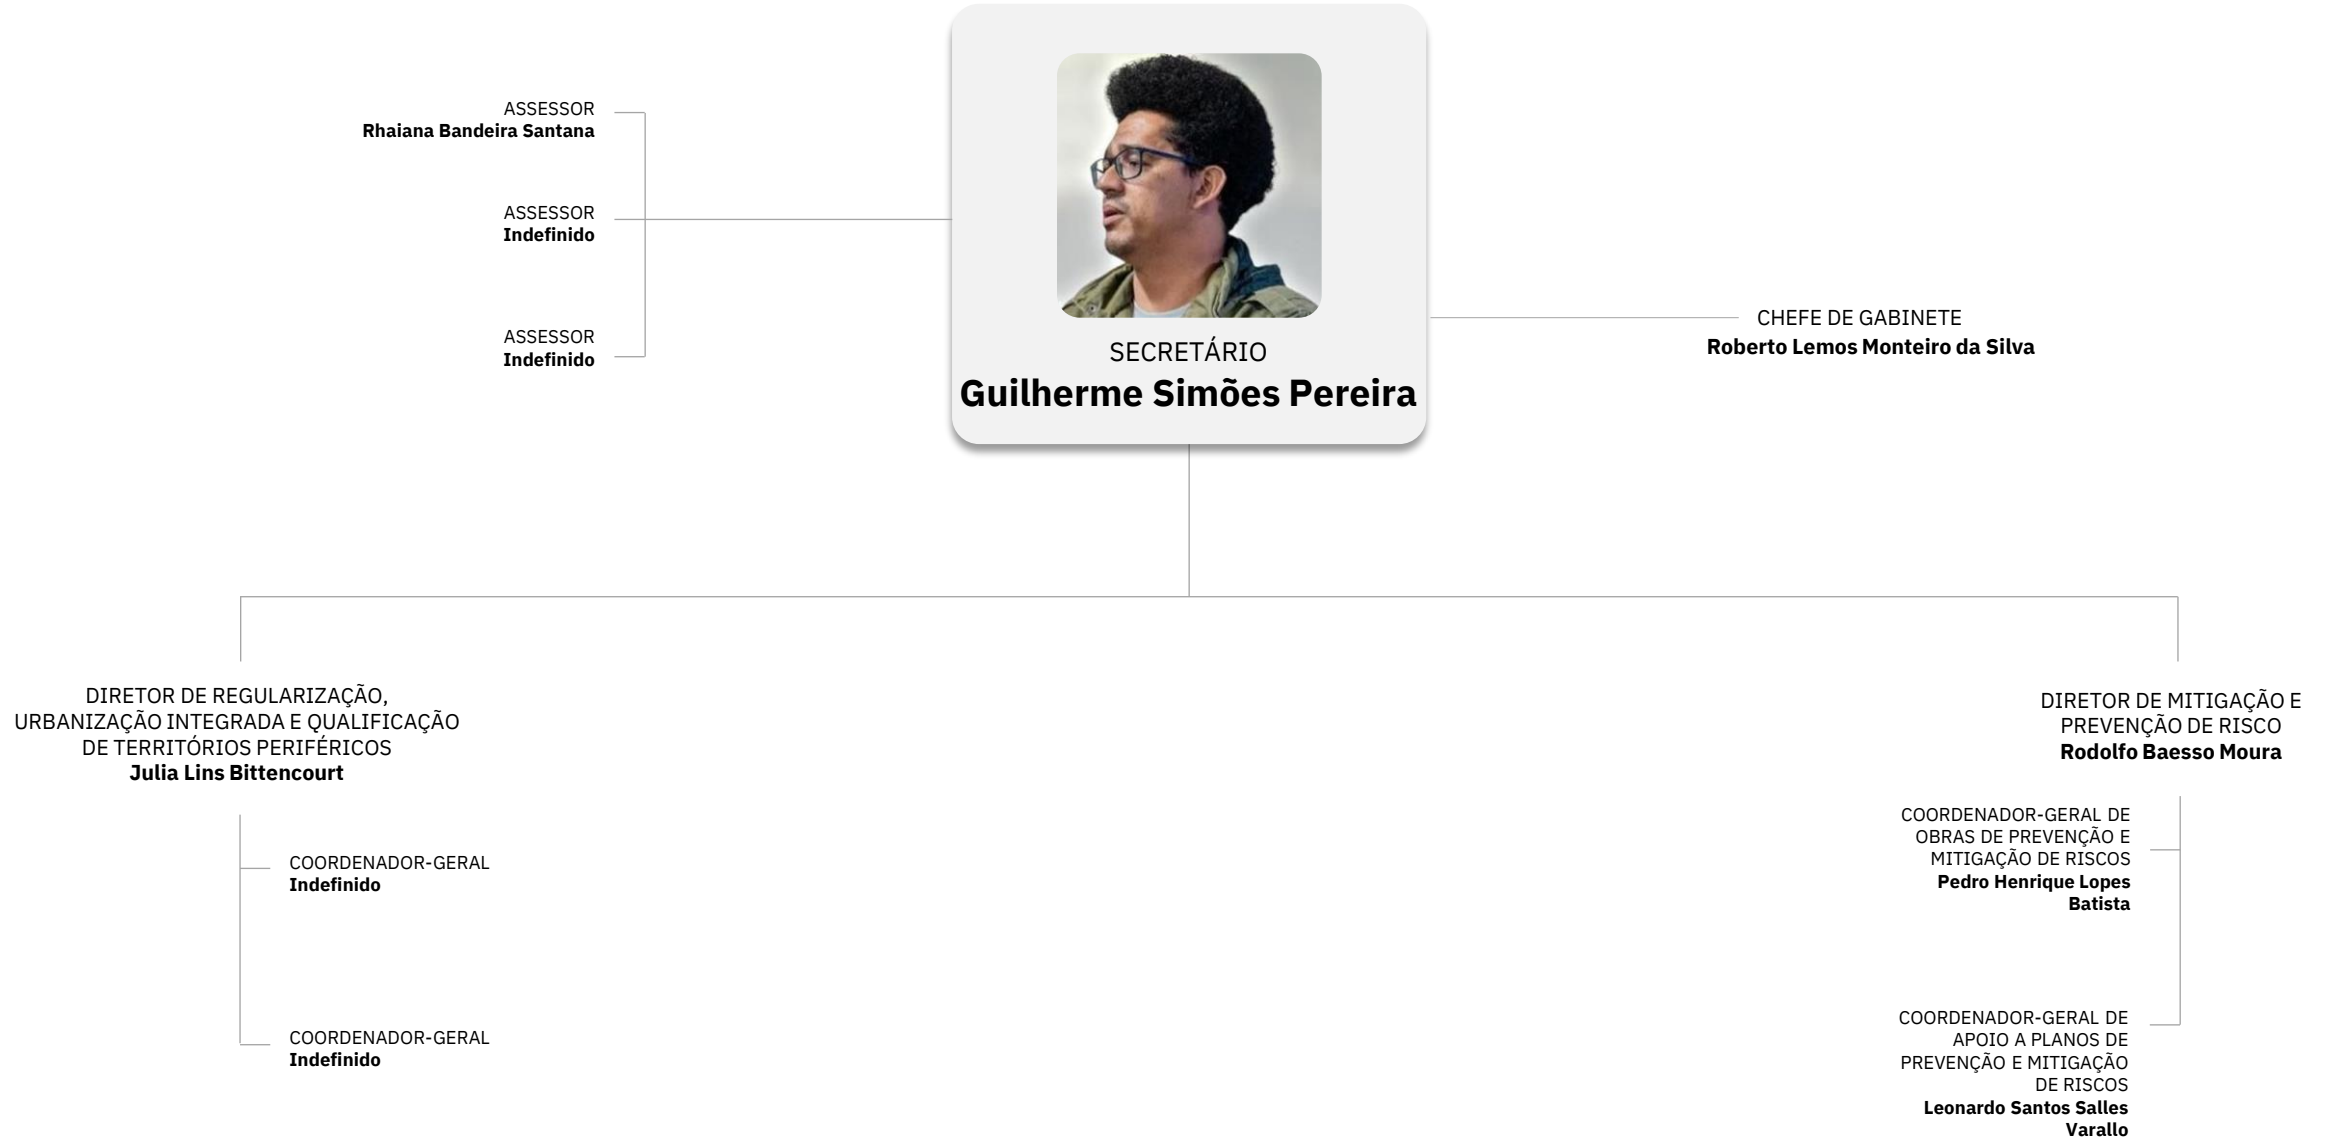 ASSESSOR
Rhaiana Bandeira Santana
ASSESSOR
Indefinido
ASSESSOR
Indefinido
SECRETÁRIO
Guilherme Simões Pereira
CHEFE DE GABINETE
Roberto Lemos Monteiro da Silva
DIRETOR DE REGULARIZAÇÃO,
URBANIZAÇÃO INTEGRADA E QUALIFICAÇÃO
DE TERRITÓRIOS PERIFÉRICOS
Julia Lins Bittencourt
COORDENADOR-GERAL
Indefinido
COORDENADOR-GERAL
Indefinido
DIRETOR DE MITIGAÇÃO E
PREVENÇÃO DE RISCO
Rodolfo Baesso Moura
COORDENADOR-GERAL DE
OBRAS DE PREVENÇÃO E
MITIGAÇÃO DE RISCOS
Pedro Henrique Lopes
Batista
COORDENADOR-GERAL DE
APOIO A PLANOS DE
PREVENÇÃO E MITIGAÇÃO
DE RISCOS
Leonardo Santos Salles
Varallo